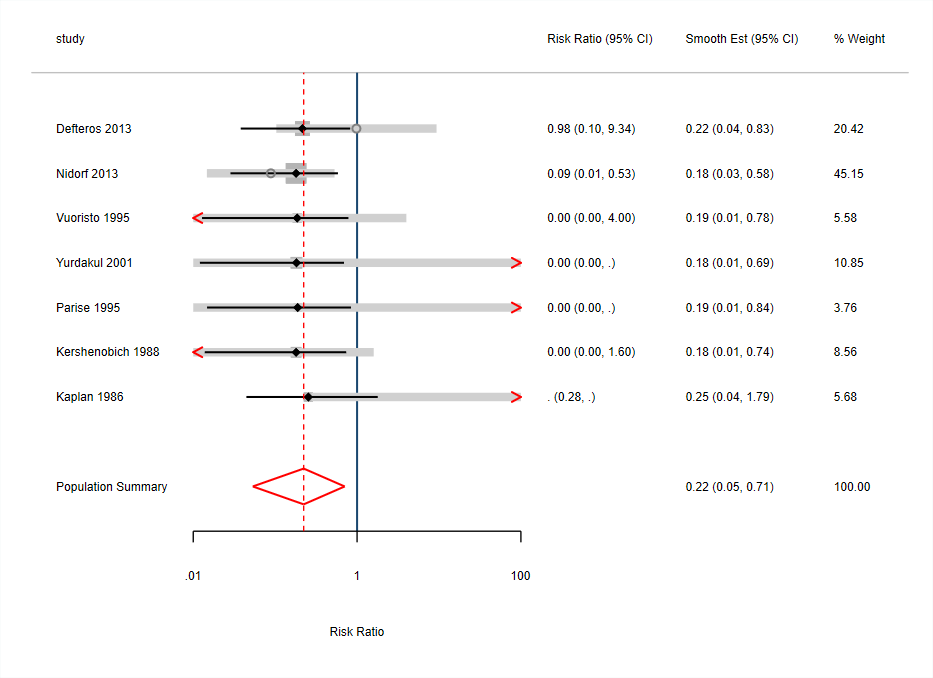 study Risk Ratio (95% CI) Smooth Est (95% CI) % Weight
Defteros 2013 0.98 (0.10, 9.34) 0.22 (0.04, 0.83) 20.42
Nidorf 2013 0.09 (0.01, 0.53) 0.18 (0.03, 0.58) 45.15
Vuoristo 1995 0.00 (0.00, 4.00) 0.19 (0.01, 0.78) 5.58
Yurdakul 2001 0.00 (0.00, .) 0.18 (0.01, 0.69) 10.85
Parise 1995 0.00 (0.00, .) 0.19 (0.01, 0.84) 3.76
Kershenobich 1988 0.00 (0.00, 1.60) 0.18 (0.01, 0.74) 8.56
Kaplan 1986 . (0.28, .) 0.25 (0.04, 1.79) 5.68
Population Summary 0.22 (0.05, 0.71) 100.00
.01 1 100
Risk Ratio